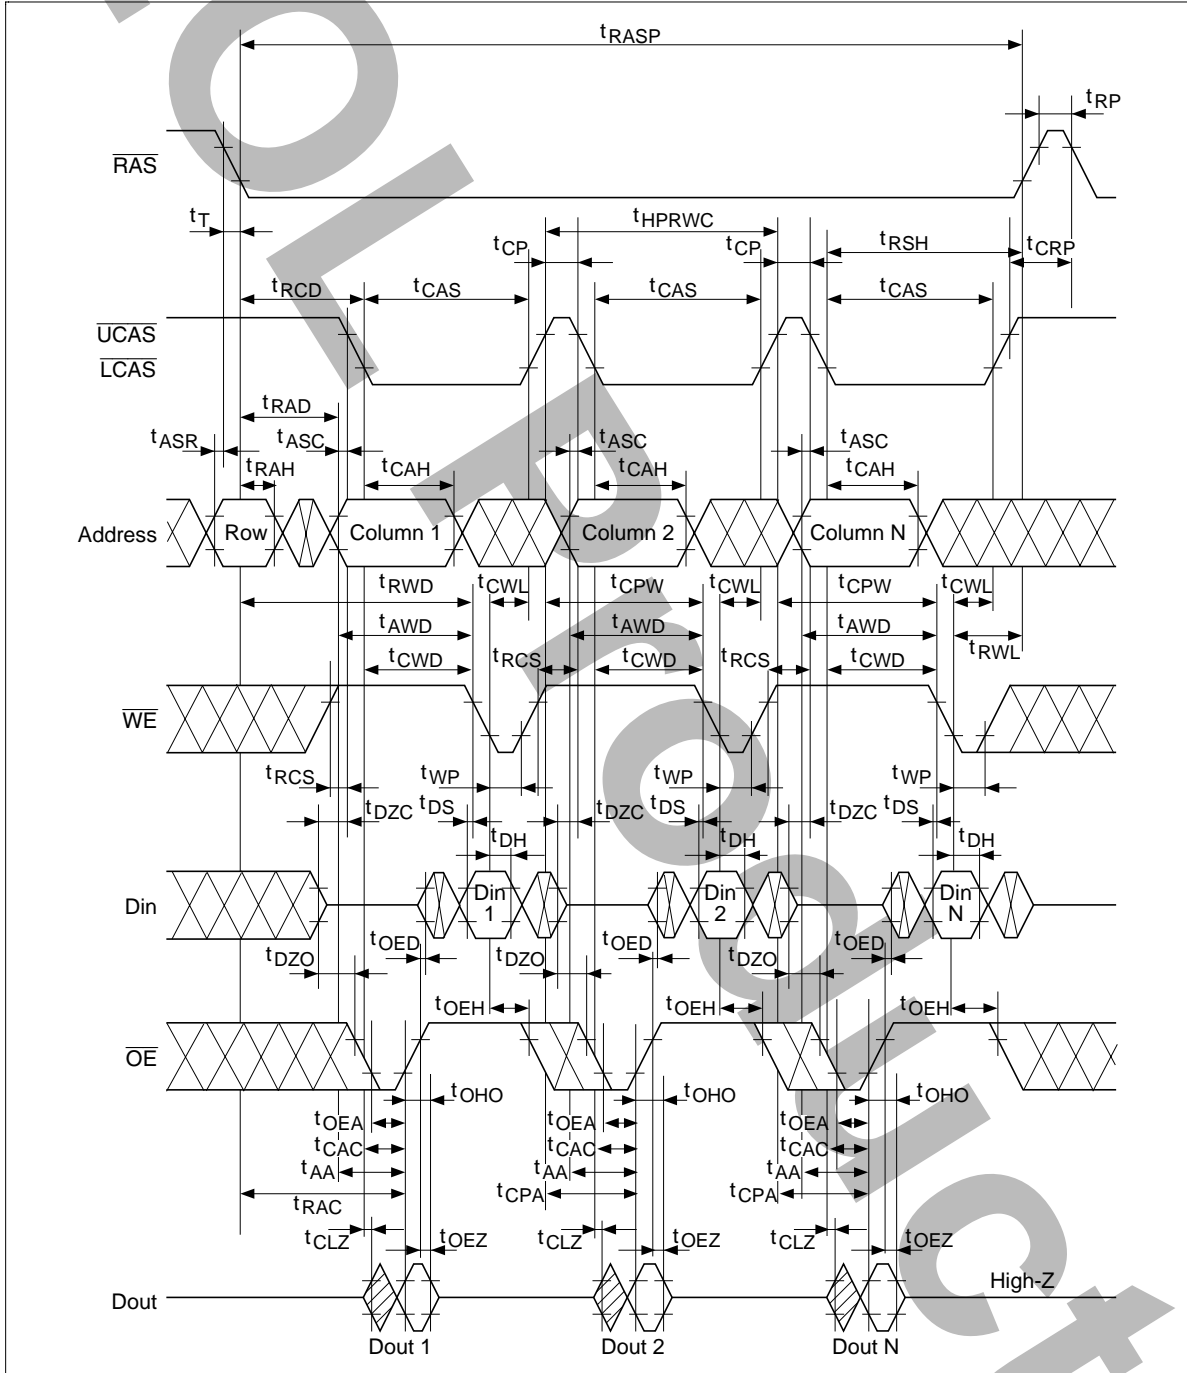 EOL Product
tRASP
tRP
RAS
tT
tHPRWC
tCP
tCP
tRSH
tCRP
tRCD
tCAS
tCAS
tCAS
UCAS
LCAS
tRAD
tASR
tASC
tASC
tASC
tRAH
tCAH
tCAH
tCAH
Address
Row
Column 1
Column 2
Column N
tRWD
tCWL
tCPW
tCWL
tCPW
tCWL
tAWD
tAWD
tAWD
tCWD
tRCS
tCWD
tRCS
tCWD
tRWL
WE
tRCS
tWP
tWP
tWP
tDZC
tDS
tDZC
tDS
tDZC
tDS
tDH
tDH
tDH
Din
Din 1
Din 2
Din N
tOED
tOED
tOED
tDZO
tDZO
tDZO
tOEH
tOEH
tOEH
OE
tOHO
tOHO
tOHO
tOEA
tOEA
tOEA
tCAC
tCAC
tCAC
tAA
tAA
tAA
tRAC
tCPA
tCPA
tCLZ
tOEZ
tCLZ
tOEZ
tCLZ
tOEZ
High-Z
Dout
Dout 1
Dout 2
Dout N